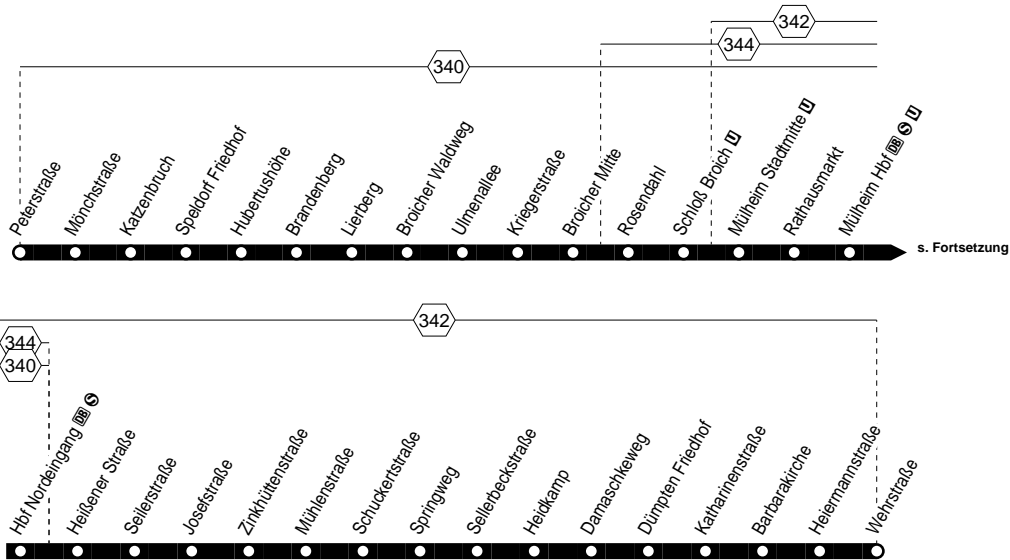 342
344
340
Peterstraße
Mönchstraße
Katzenbruch
Speldorf Friedhof
Hubertushöhe
Brandenberg
Lierberg
Broicher Waldweg
Ulmenallee
Kriegerstraße
Broicher Mitte
Rosendahl
Schloß Broich U
Mülheim Stadtmitte U
Rathausmarkt
Mülheim Hbf DB S U
s. Fortsetzung
342
344
340
Hbf Nordeingang DB S
Heißener Straße
Seilerstraße
Josefstraße
Zinkhüttenstraße
Mühlenstraße
Schuckertstraße
Springweg
Sellerbeckstraße
Heidkamp
Damaschkeweg
Dümpten Friedhof
Katharinenstraße
Barbarakirche
Heiermannstraße
Wehrstraße